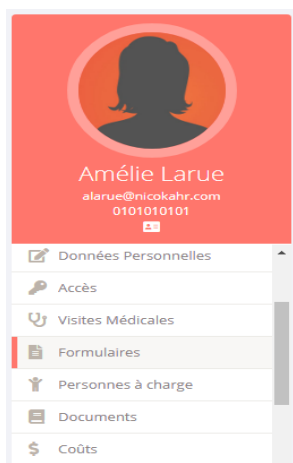 Amélie Larue
alarue@nicokahr.com
0101010101
Données Personnelles
Accès
Visites Médicales
Formulaires
Personnes à charge
Documents
Coûts